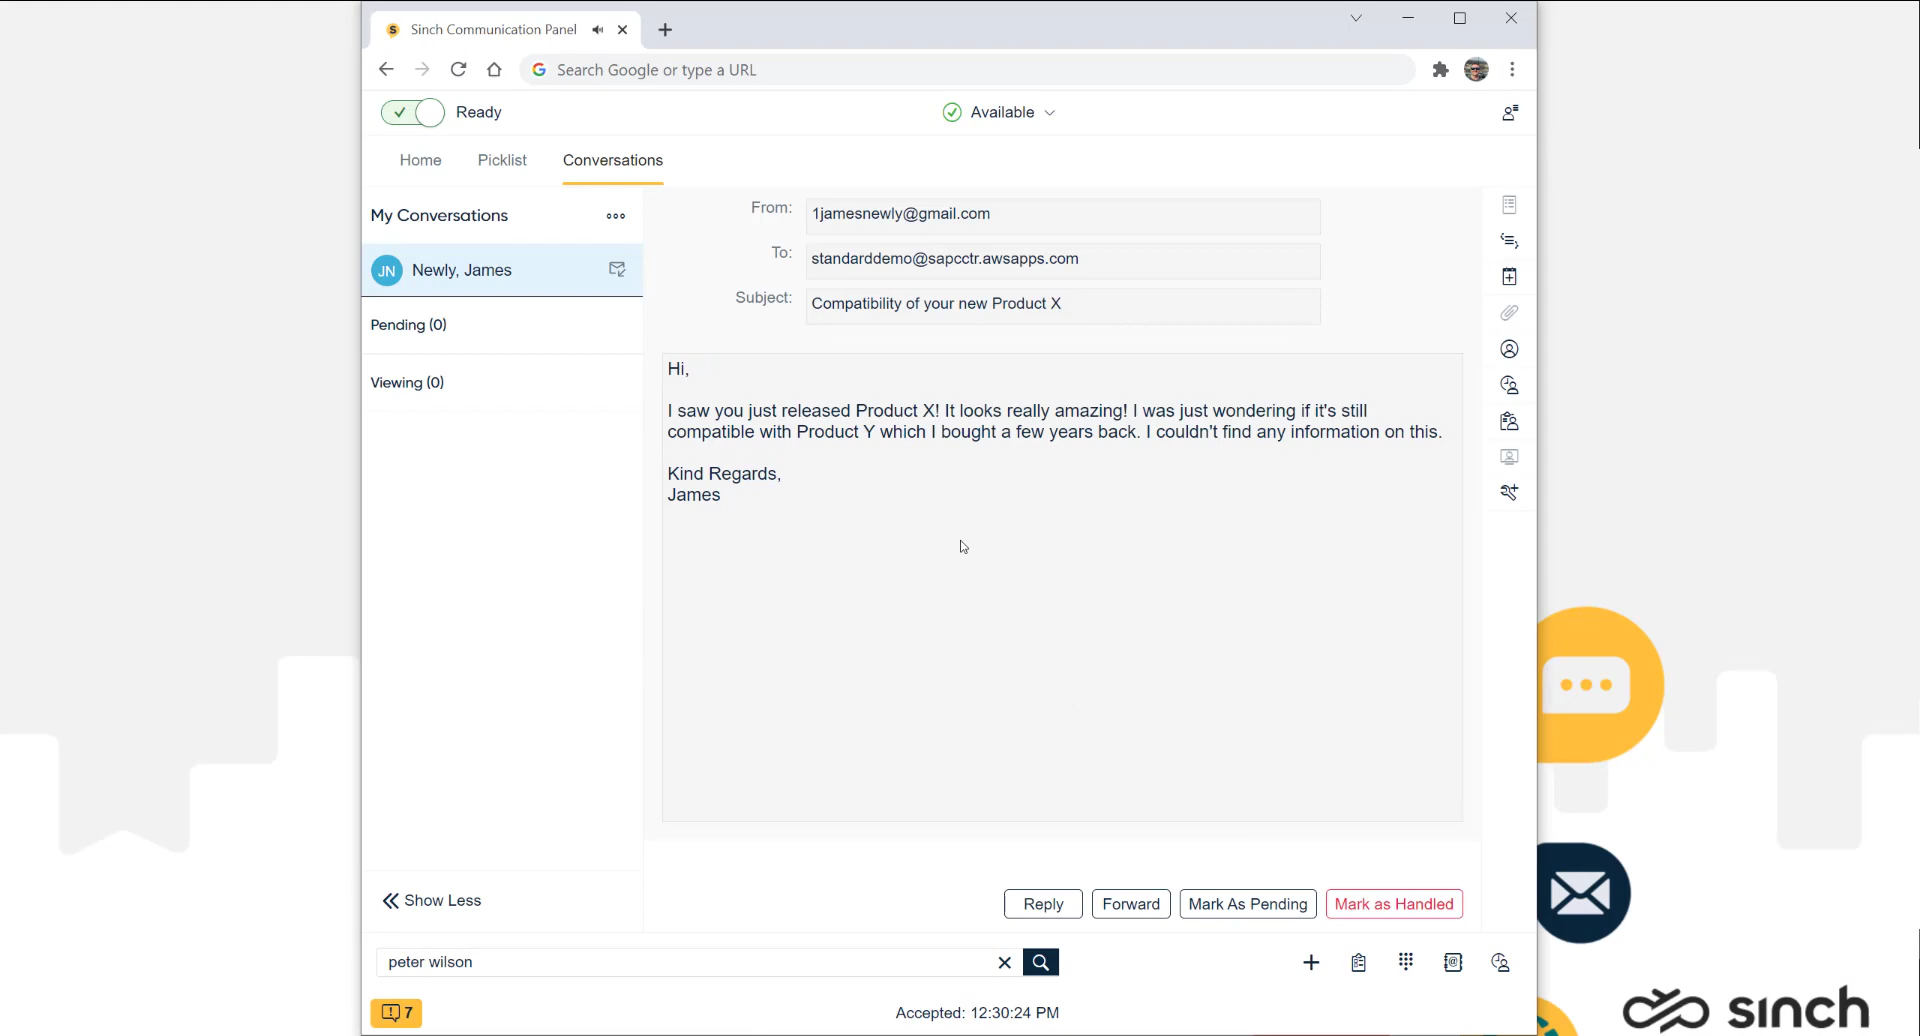 S Sinch Communication Panel
Search Google or type a URL
Ready
Available
Home Picklist Conversations
My Conversations
JN Newly, James
Pending (0)
Viewing (0)
From: 1jamesnewly@gmail.com
To: standarddemo@sapcctr.awsapps.com
Subject: Compatibility of your new Product X
Hi,
I saw you just released Product X! It looks really amazing! I was just wondering if it's still
compatible with Product Y which I bought a few years back. I couldn't find any information on this.
Kind Regards,
James
Show Less
Reply Forward Mark As Pending Mark as Handled
peter wilson
7
Accepted: 12:30:24 PM
sinch